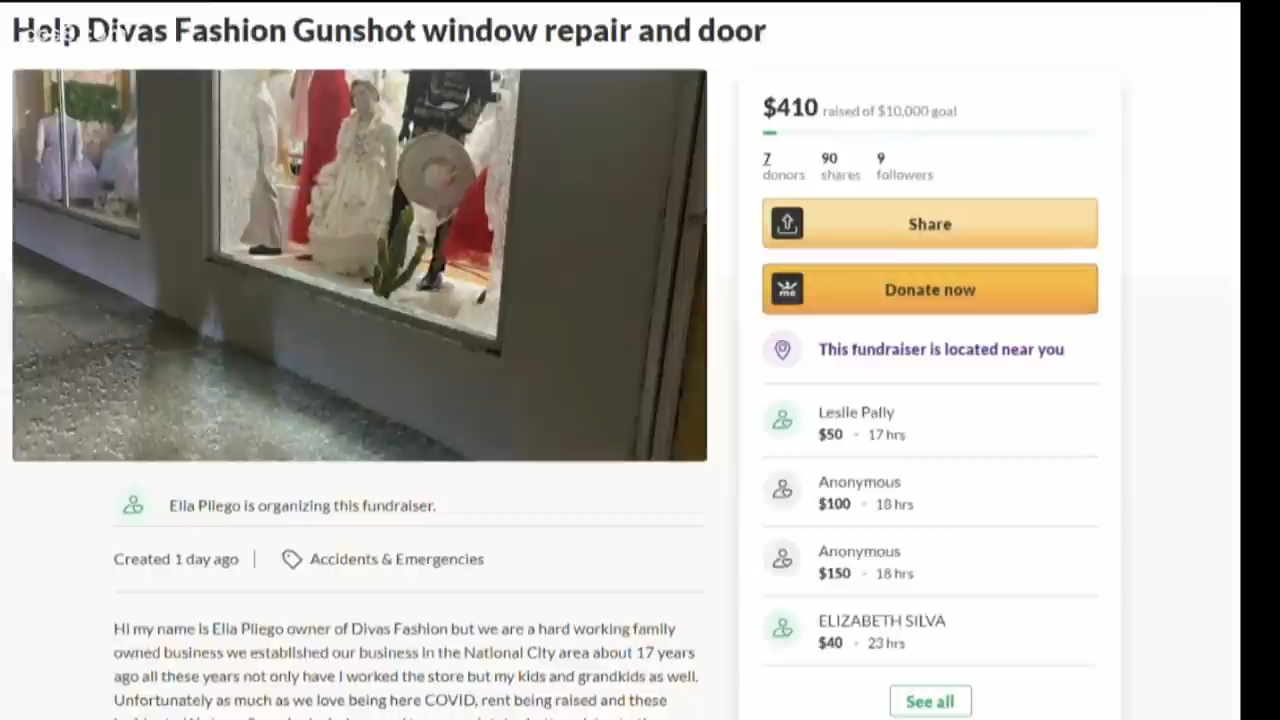 Help Divas Fashion Gunshot window repair and door
$410 raised of $10,000 goal
7 donors
90 shares
9 followers
Share
me
Donate now
This fundraiser is located near you
Leslie Pally
$50 · 17 hrs
Anonymous
$100 · 18 hrs
Anonymous
$150 · 18 hrs
ELIZABETH SILVA
$40 · 23 hrs
See all
Elia Pliego is organizing this fundraiser.
Created 1 day ago | Accidents & Emergencies
Hi my name is Elia Pliego owner of Divas Fashion but we are a hard working family
owned business we established our business in the National City area about 17 years
ago all these years not only have I worked the store but my kids and grandkids as well.
Unfortunately as much as we love being here COVID, rent being raised and these